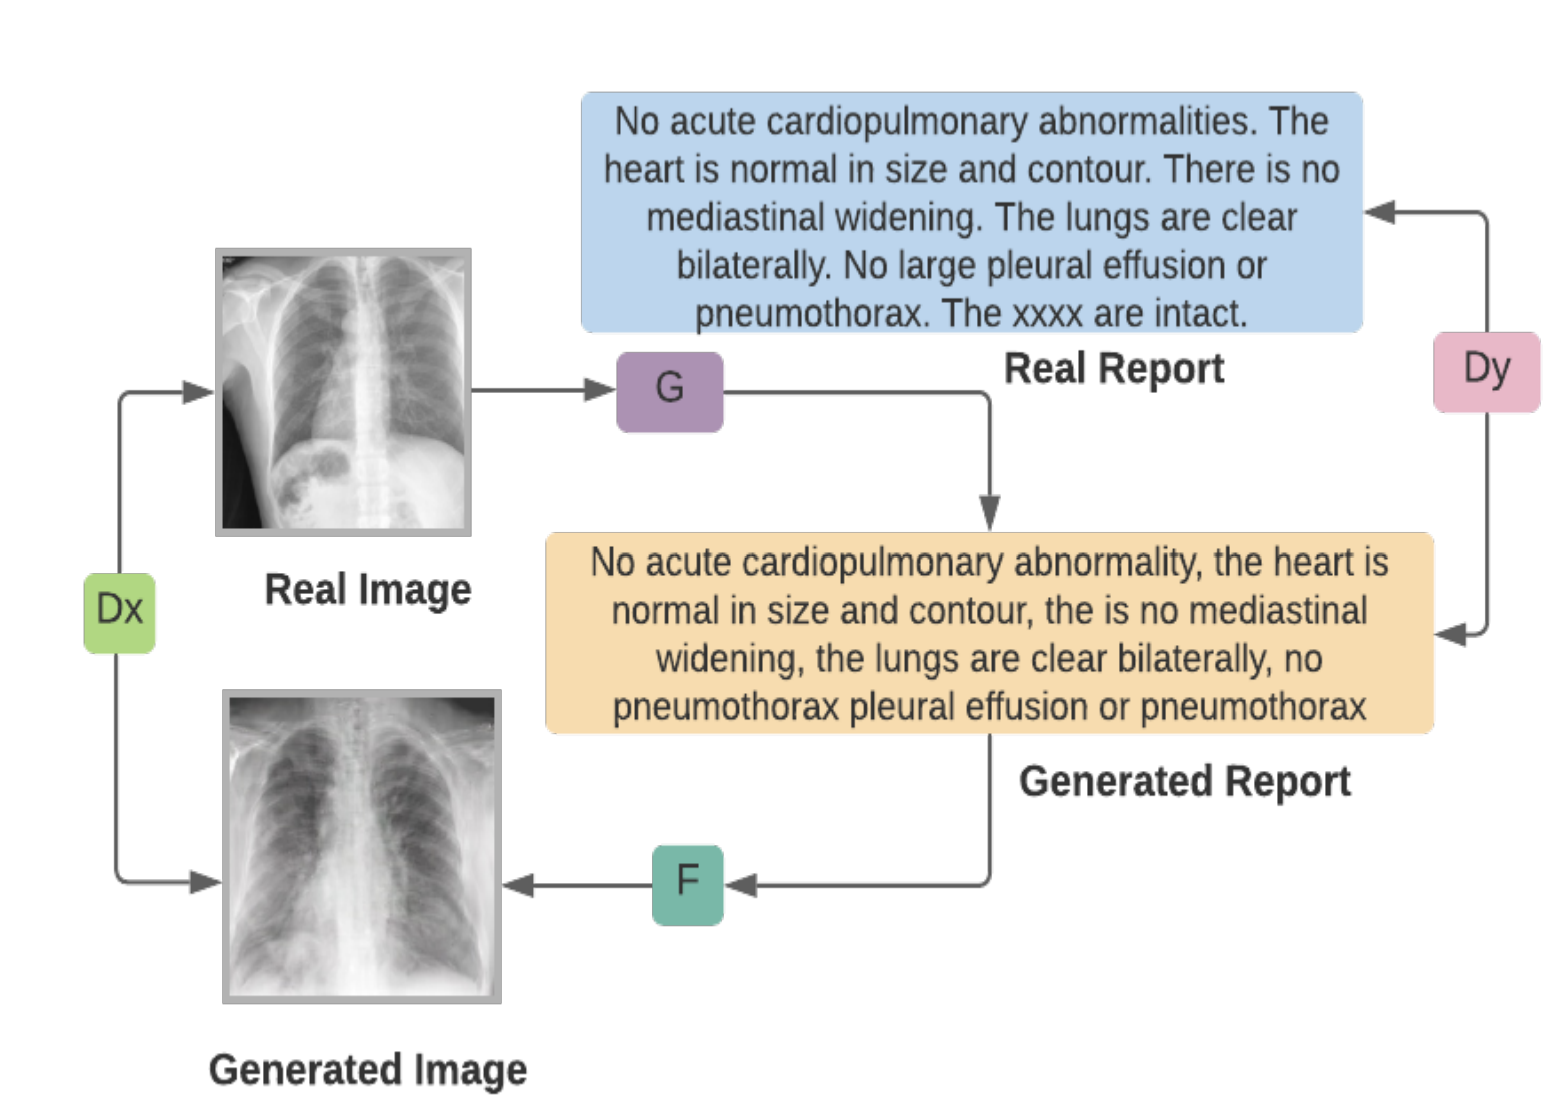 No acute cardiopulmonary abnormalities. The
heart is normal in size and contour. There is no
mediastinal widening. The lungs are clear
bilaterally. No large pleural effusion or
pneumothorax. The xxxx are intact.
Real Report
G
Dy
Real Image
Dx
No acute cardiopulmonary abnormality, the heart is
normal in size and contour, the is no mediastinal
widening, the lungs are clear bilaterally, no
pneumothorax pleural effusion or pneumothorax
Generated Report
F
Generated Image